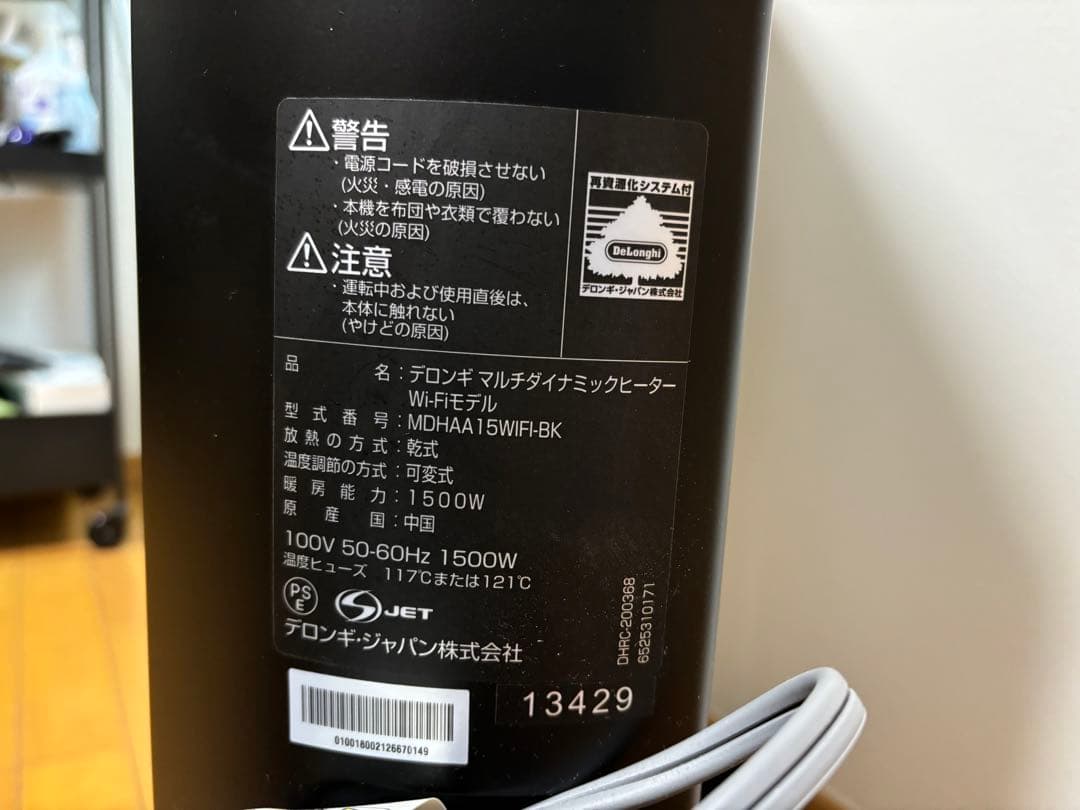 警告
・電源コードを破損させない
(火災・感電の原因)
・本機を布団や衣類で覆わない
(火災の原因)
注意
・運転中および使用直後は、
本体に触れない
(やけどの原因)
再資源化システム付
DeLonghi
デロンギ・ジャパン株式会社
品名：デロンギ マルチダイナミックヒーター
Wi-Fiモデル
型式番号：MDHAA15WIFI-BK
放熱の方式：乾式
温度調節の方式：可変式
暖房能力：1500W
原産国：中国
100V 50-60Hz 1500W
温度ヒューズ 117℃または121℃
PS
E
S JET
デロンギ・ジャパン株式会社
DHRC-200368
6525310171
13429
01001800212667​0149